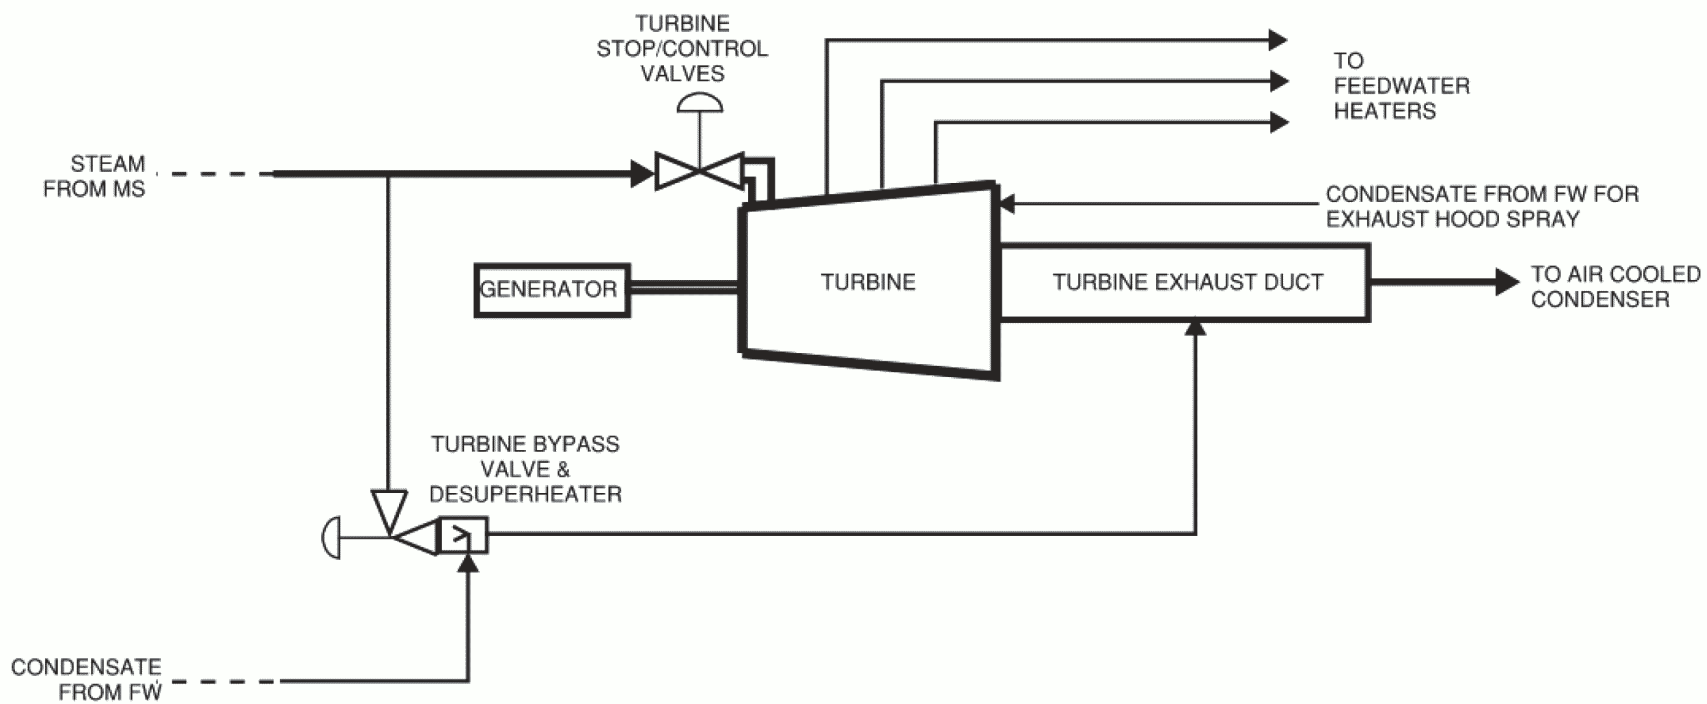 TURBINE
STOP/CONTROL
VALVES
TO
FEEDWATER
HEATERS
STEAM
FROM MS
CONDENSATE FROM FW FOR
EXHAUST HOOD SPRAY
GENERATOR
TURBINE
TURBINE EXHAUST DUCT
TO AIR COOLED
CONDENSER
TURBINE BYPASS
VALVE &
DESUPERHEATER
CONDENSATE
FROM FW